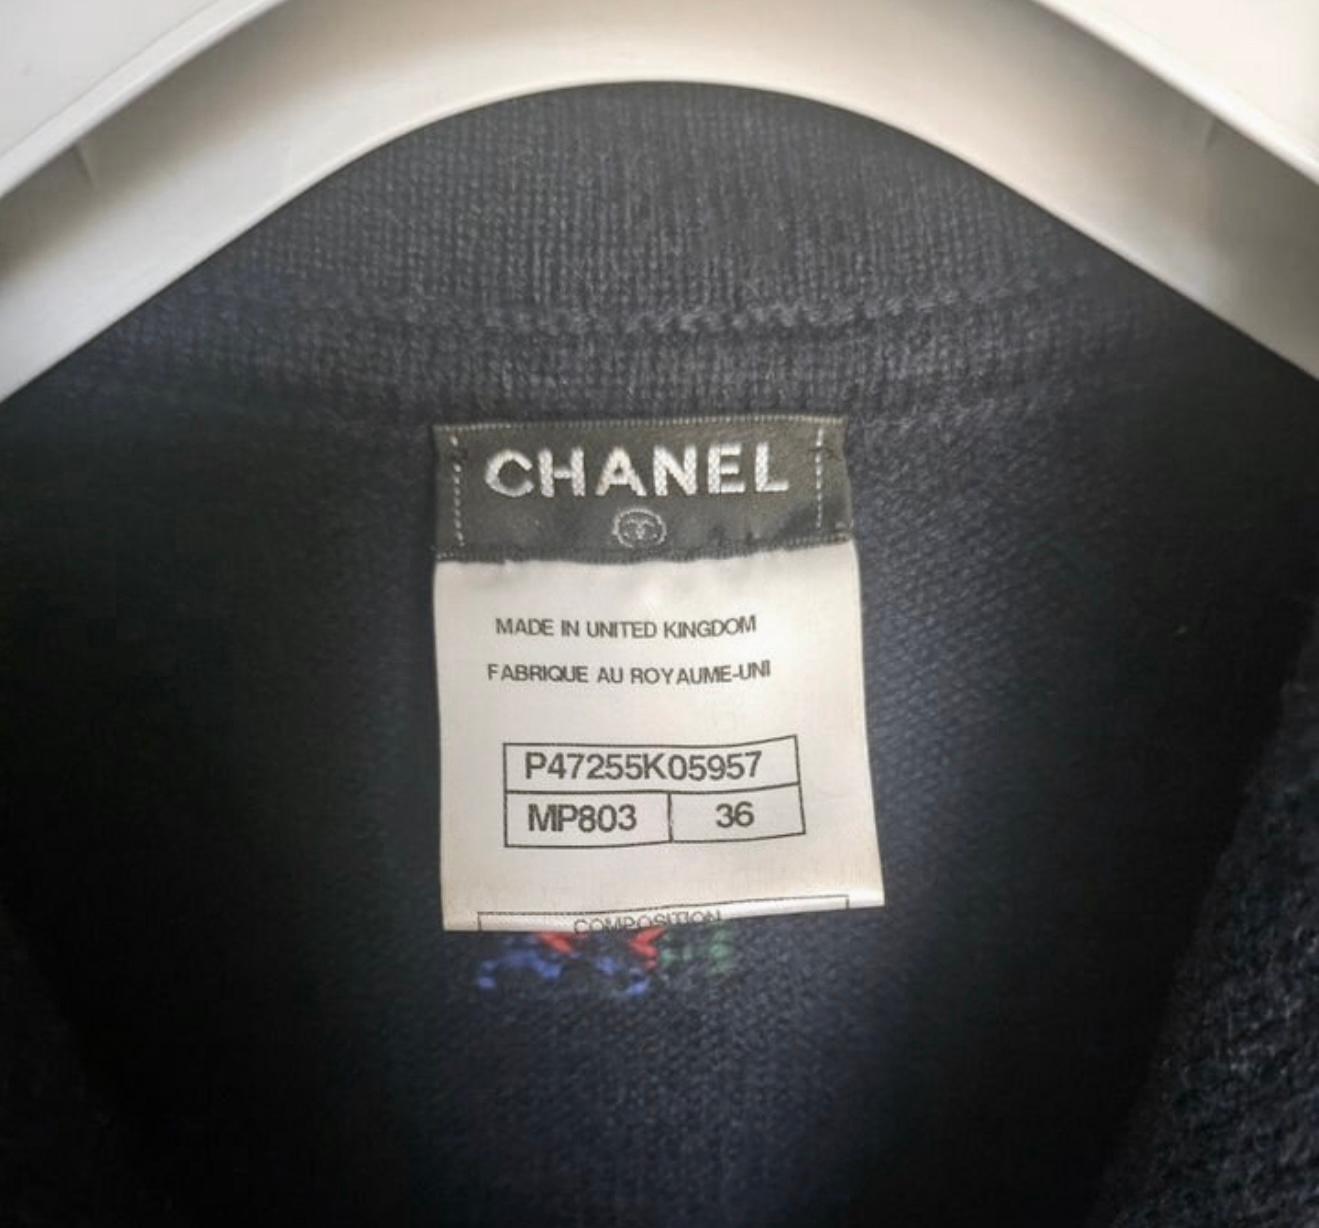 CHANEL
MADE IN UNITED KINGDOM
FABRIQUE AU ROYAUME-UNI
P47255K05957
MP803 36
COMPOSITION